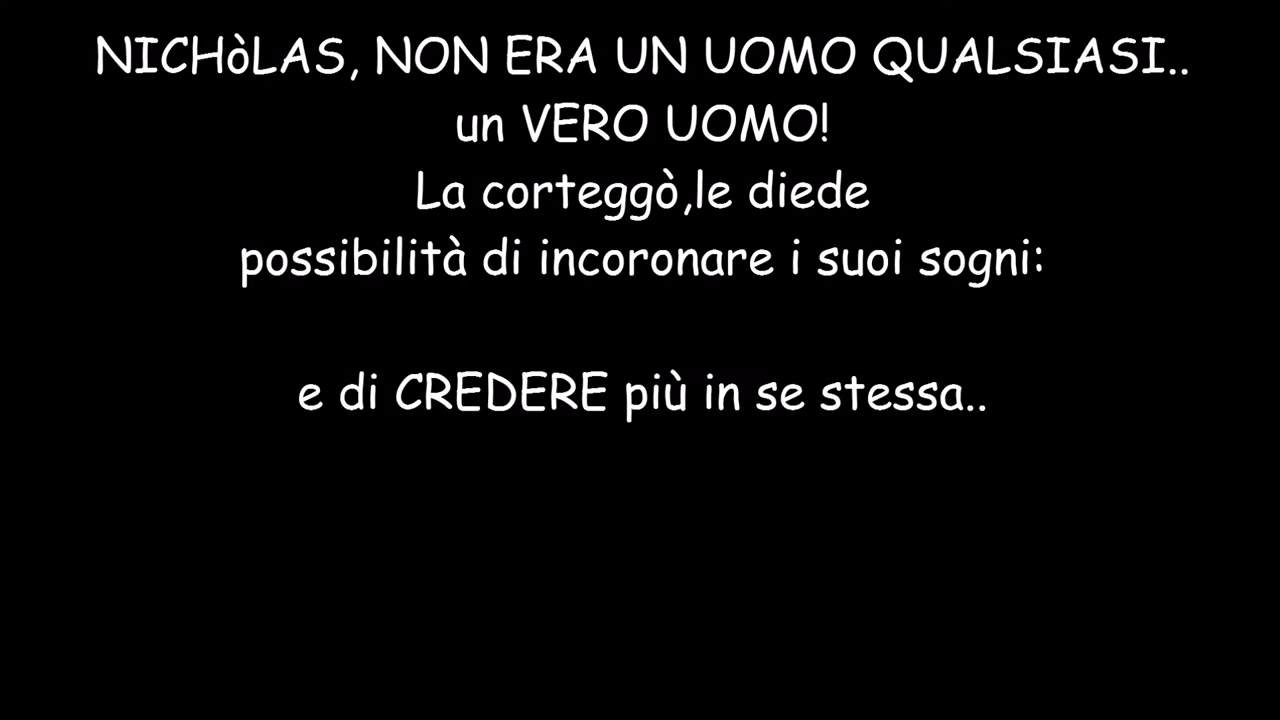 NICHòLAS, NON ERA UN UOMO QUALSIASI..
un VERO UOMO!
La corteggò,le diede
possibilità di incoronare i suoi sogni:
e di CREDERE più in se stessa..